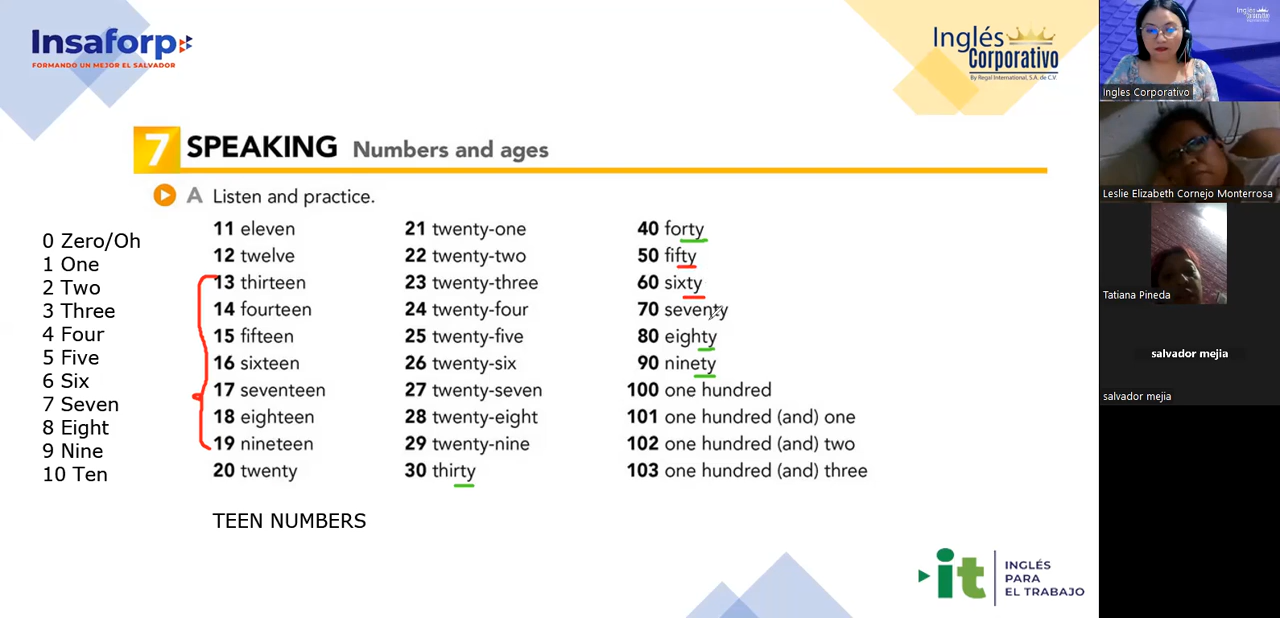 Insaforp
FORMANDO UN MEJOR EL SALVADOR
Inglés
Corporativo
By Regal International, S.A. de C.V.
7 SPEAKING Numbers and ages
A Listen and practice.
0 Zero/Oh
1 One
2 Two
3 Three
4 Four
5 Five
6 Six
7 Seven
8 Eight
9 Nine
10 Ten
11 eleven
12 twelve
13 thirteen
14 fourteen
15 fifteen
16 sixteen
17 seventeen
18 eighteen
19 nineteen
20 twenty
21 twenty-one
22 twenty-two
23 twenty-three
24 twenty-four
25 twenty-five
26 twenty-six
27 twenty-seven
28 twenty-eight
29 twenty-nine
30 thirty
40 forty
50 fifty
60 sixty
70 seventy
80 eighty
90 ninety
100 one hundred
101 one hundred (and) one
102 one hundred (and) two
103 one hundred (and) three
TEEN NUMBERS
it
INGLÉS
PARA
EL TRABAJO
Inglés
Ingles Corporativo
Leslie Elizabeth Cornejo Monterrosa
Tatiana Pineda
salvador mejia
salvador mejia